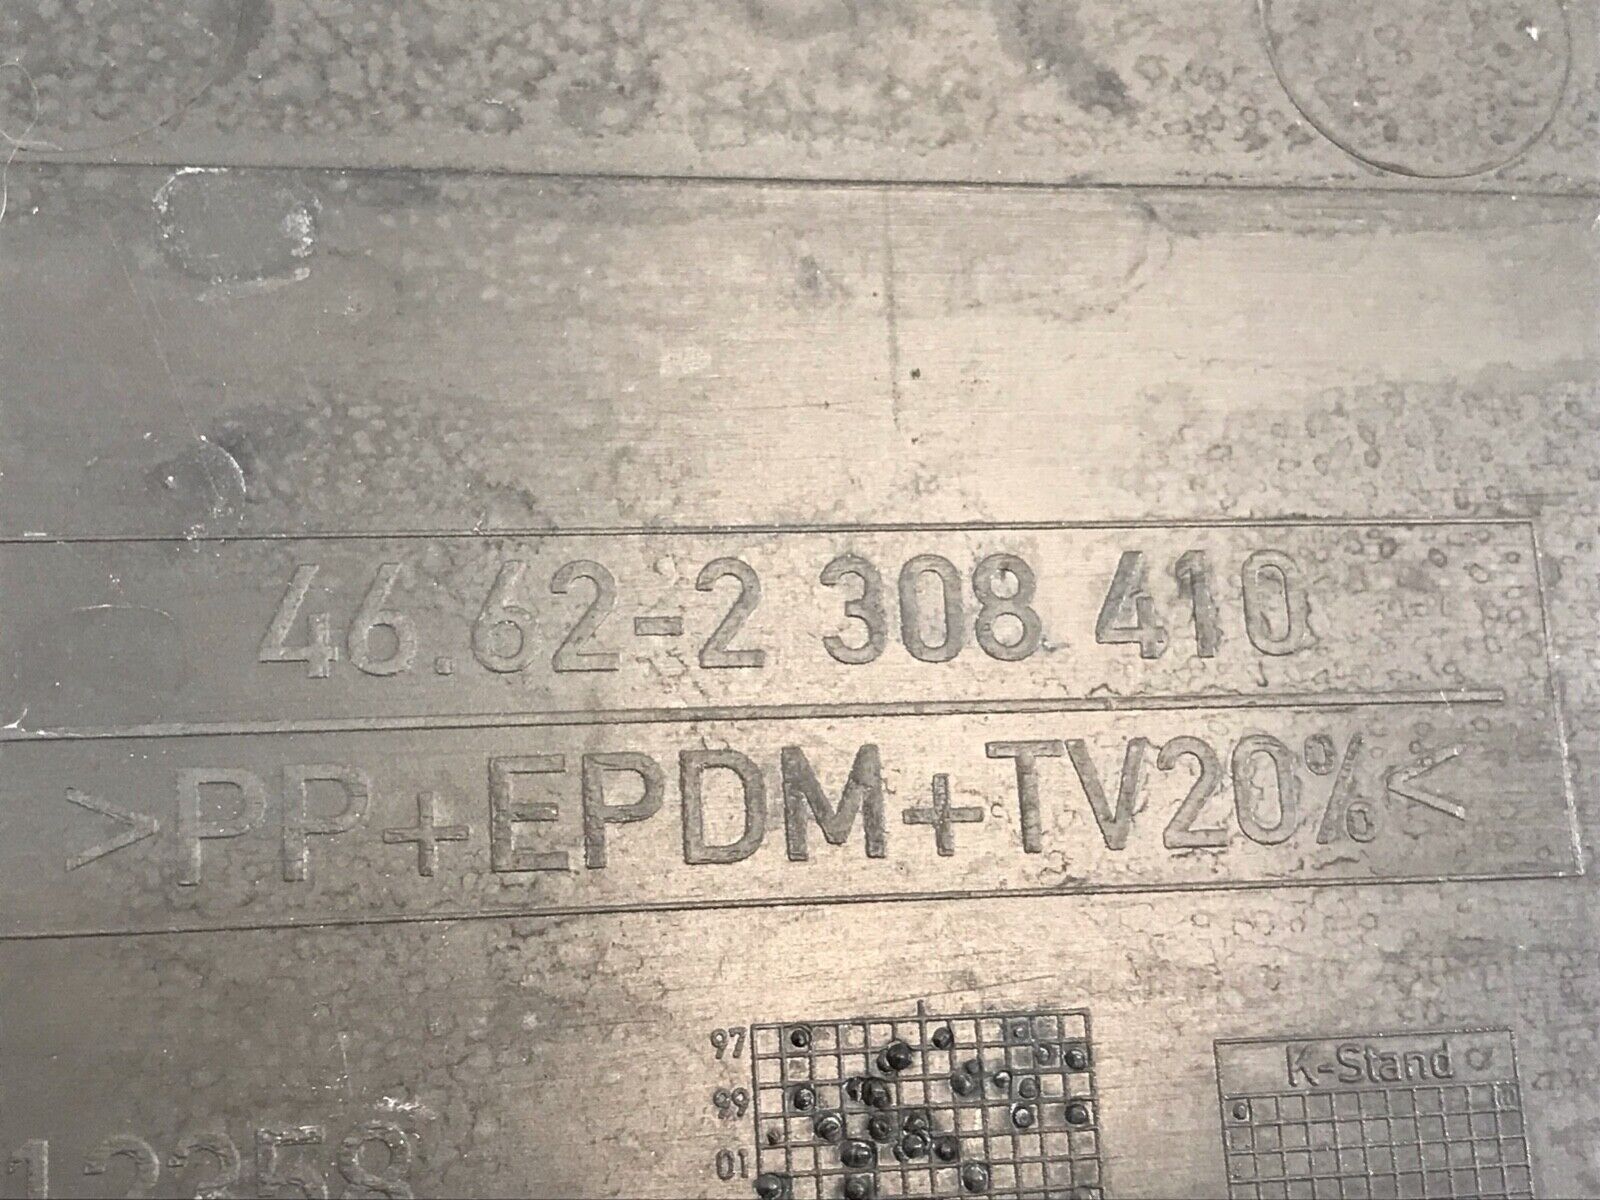 46.62-2 308 410
>PP+EPDM+TV20%<
97
99
01
K-Stand